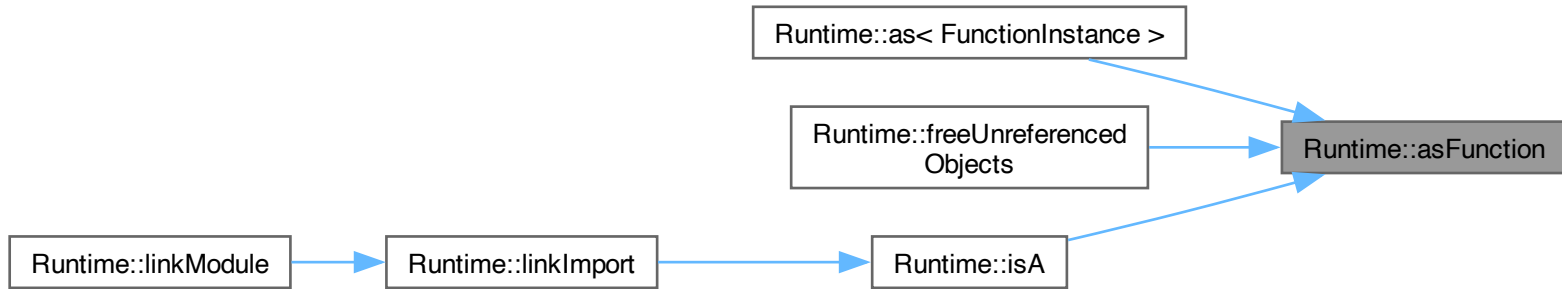 Runtime::as< FunctionInstance >
Runtime::freeUnreferenced
Objects
Runtime::asFunction
Runtime::linkModule
Runtime::linkImport
Runtime::isA